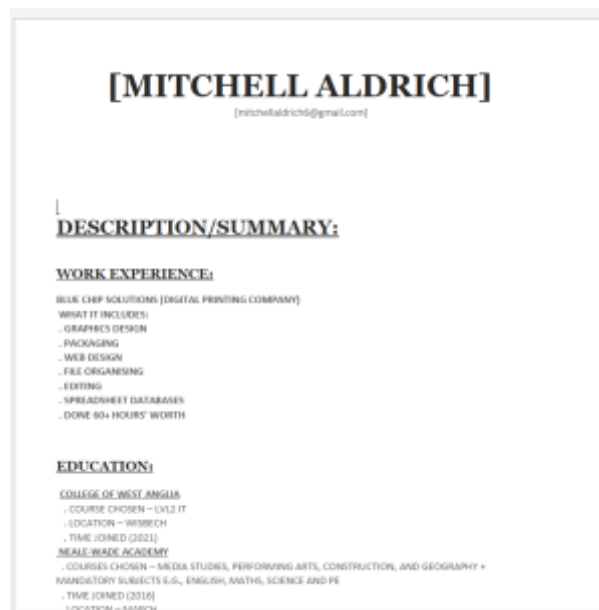 [MITCHELL ALDRICH]
[mitchellaldrich6@gmail.com]
DESCRIPTION/SUMMARY:
WORK EXPERIENCE:
BLUE CHIP SOLUTIONS [DIGITAL PRINTING COMPANY]
WHAT IT INCLUDES:
. GRAPHICS DESIGN
. PACKAGING
. WEB DESIGN
. FILE ORGANISING
. EDITING
. SPREADSHEET DATABASES
. DONE 60+ HOURS' WORTH
EDUCATION:
COLLEGE OF WEST ANGLIA
. COURSE CHOSEN – LVL2 IT
. LOCATION – WISBECH
. TIME JOINED (2021)
NEALE-WADE ACADEMY
. COURSES CHOSEN – MEDIA STUDIES, PERFORMING ARTS, CONSTRUCTION, AND GEOGRAPHY +
MANDATORY SUBJECTS E.G., ENGLISH, MATHS, SCIENCE AND PE
. TIME JOINED (2016)
. LOCATION – MARCH